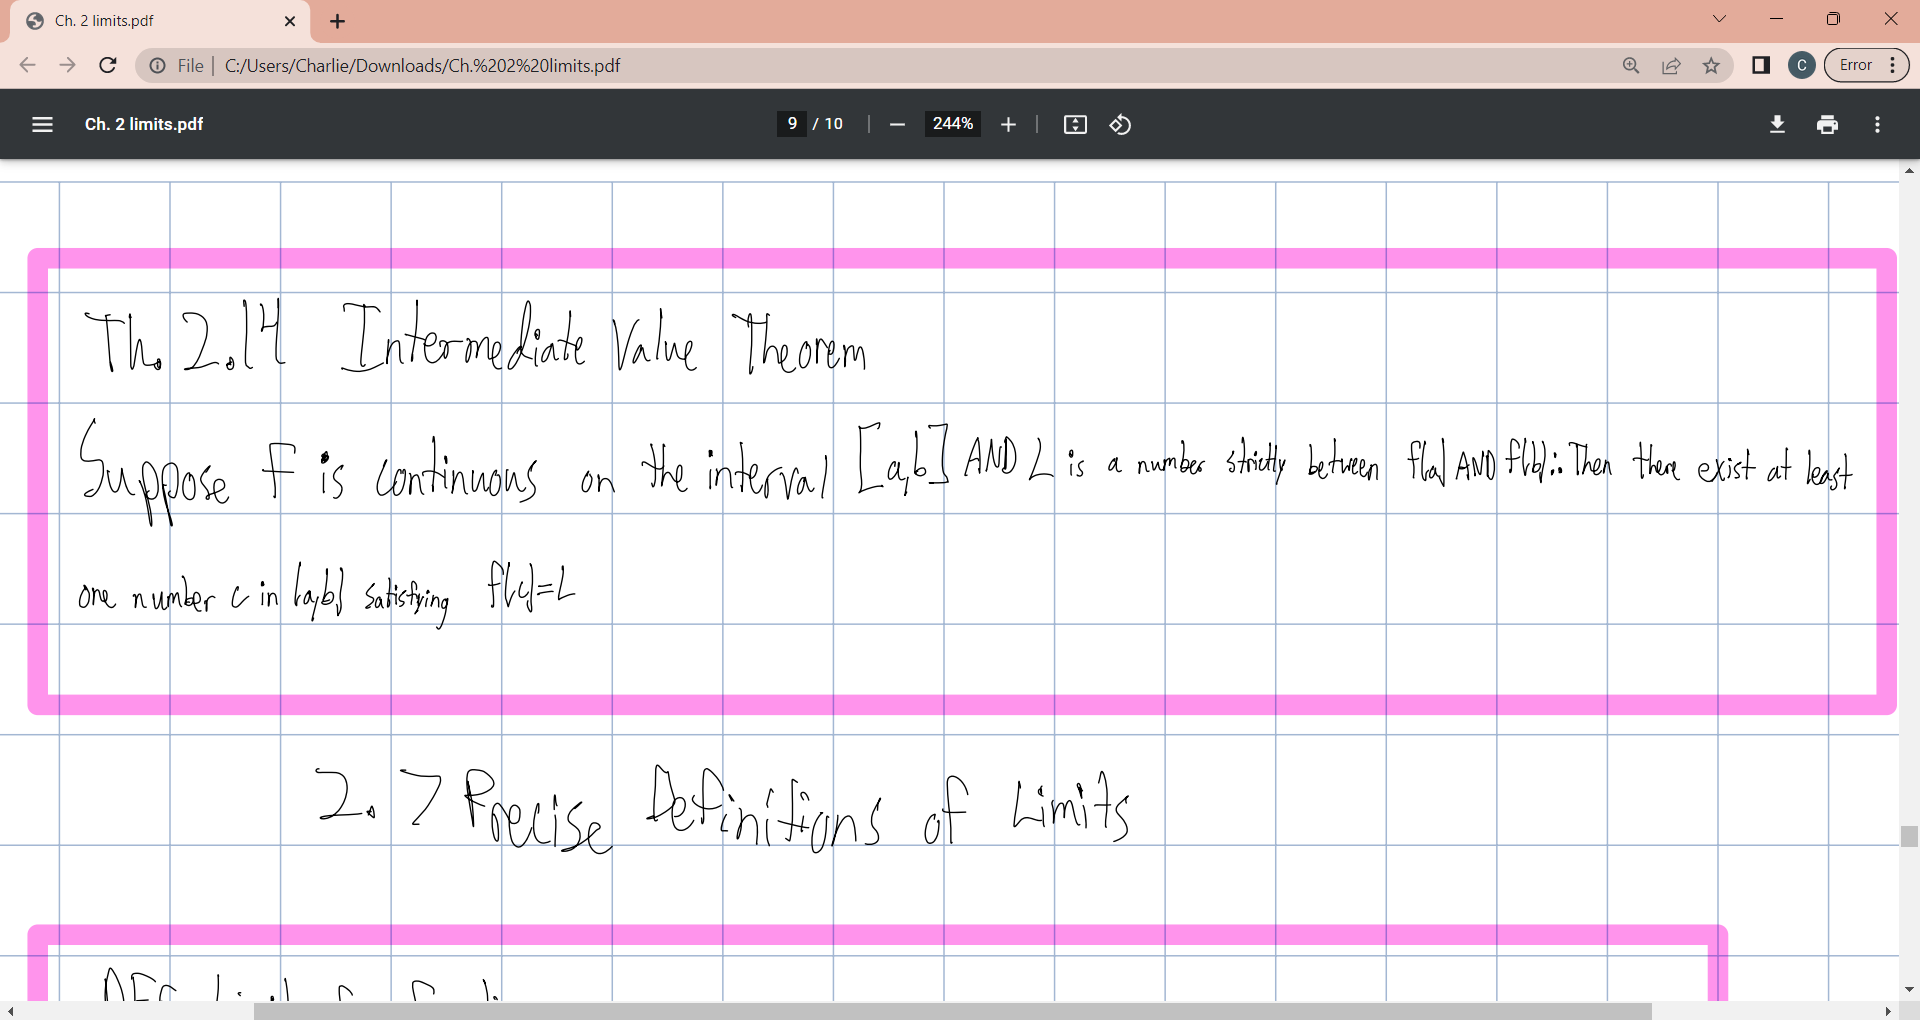 Ch. 2 limits.pdf
File | C:/Users/Charlie/Downloads/Ch.%202%20limits.pdf
C
Error
Ch. 2 limits.pdf
9 / 10
244%
Th. 2.14 Intermediate Value Theorem
Suppose F is continuous on the interval [a,b] AND L is a number strictly between f(a) AND f(b) ∴ Then there exist at least
one number c in (a,b) satisfying f(c)=L
2.7 Precise Definitions of Limits